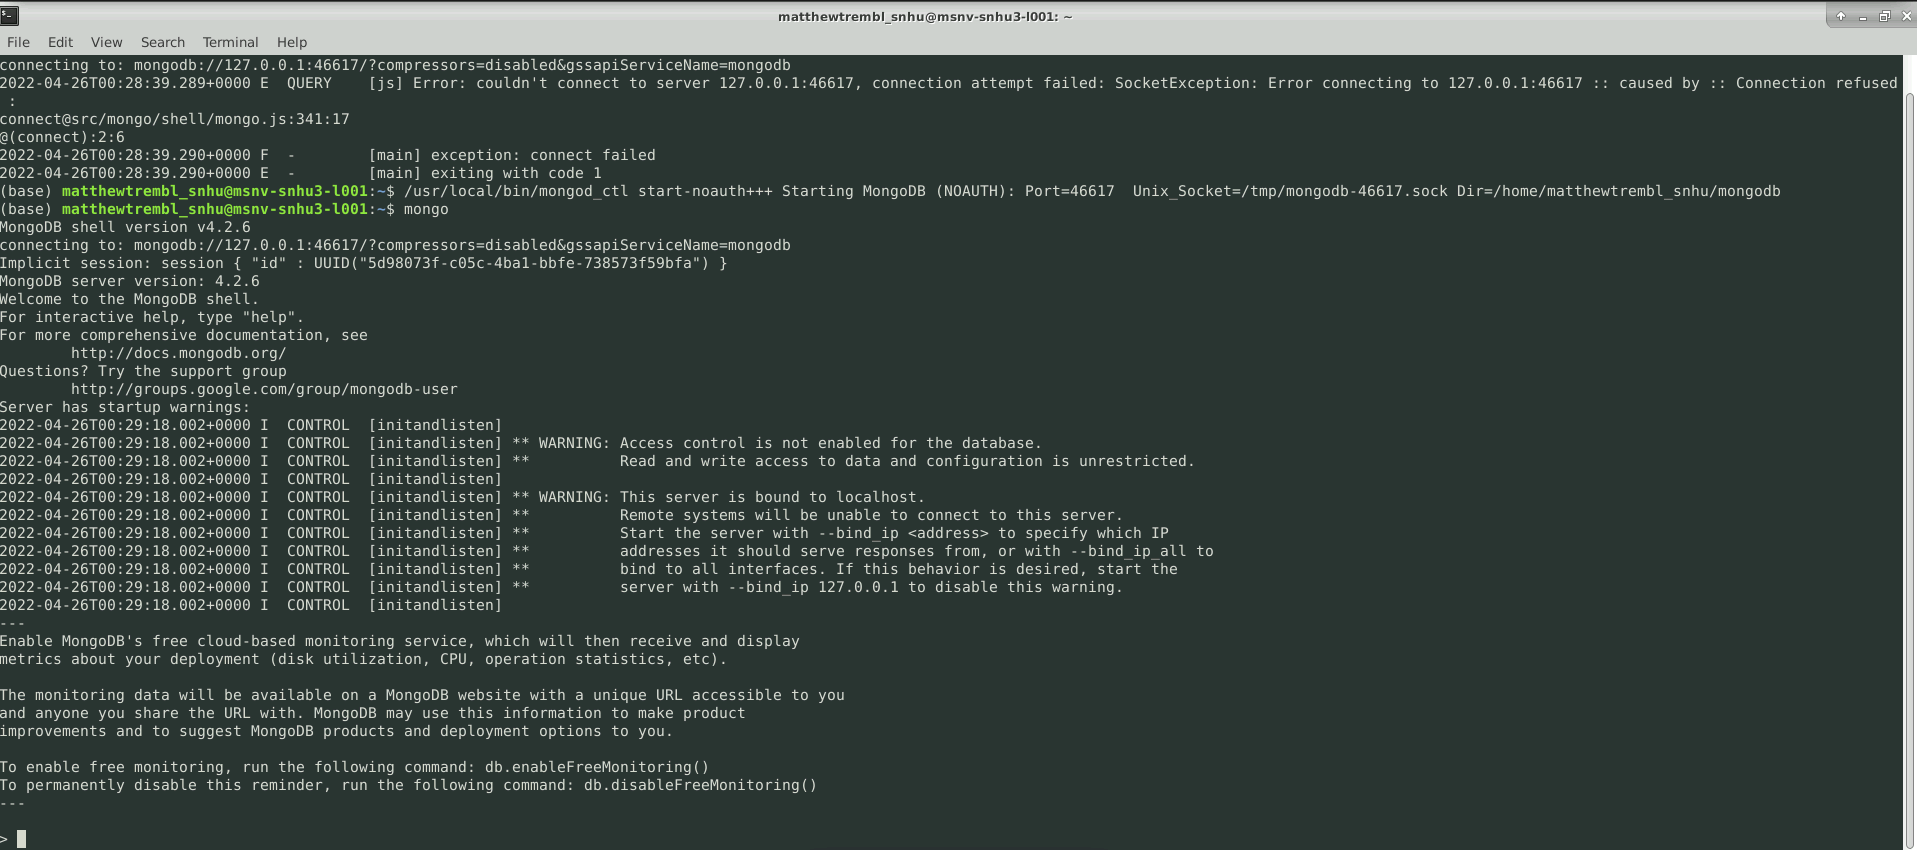 matthewtrembl_snhu@msnv-snhu3-l001: ~
File Edit View Search Terminal Help
connecting to: mongodb://127.0.0.1:46617/?compressors=disabled&gssapiServiceName=mongodb
2022-04-26T00:28:39.289+0000 E  QUERY    [js] Error: couldn't connect to server 127.0.0.1:46617, connection attempt failed: SocketException: Error connecting to 127.0.0.1:46617 :: caused by :: Connection refused
 :
connect@src/mongo/shell/mongo.js:341:17
@(connect):2:6
2022-04-26T00:28:39.290+0000 F  -        [main] exception: connect failed
2022-04-26T00:28:39.290+0000 E  -        [main] exiting with code 1
(base) matthewtrembl_snhu@msnv-snhu3-l001:~$ /usr/local/bin/mongod_ctl start-noauth+++ Starting MongoDB (NOAUTH): Port=46617  Unix_Socket=/tmp/mongodb-46617.sock Dir=/home/matthewtrembl_snhu/mongodb
(base) matthewtrembl_snhu@msnv-snhu3-l001:~$ mongo
MongoDB shell version v4.2.6
connecting to: mongodb://127.0.0.1:46617/?compressors=disabled&gssapiServiceName=mongodb
Implicit session: session { "id" : UUID("5d98073f-c05c-4ba1-bbfe-738573f59bfa") }
MongoDB server version: 4.2.6
Welcome to the MongoDB shell.
For interactive help, type "help".
For more comprehensive documentation, see
        http://docs.mongodb.org/
Questions? Try the support group
        http://groups.google.com/group/mongodb-user
Server has startup warnings:
2022-04-26T00:29:18.002+0000 I  CONTROL  [initandlisten]
2022-04-26T00:29:18.002+0000 I  CONTROL  [initandlisten] ** WARNING: Access control is not enabled for the database.
2022-04-26T00:29:18.002+0000 I  CONTROL  [initandlisten] **          Read and write access to data and configuration is unrestricted.
2022-04-26T00:29:18.002+0000 I  CONTROL  [initandlisten]
2022-04-26T00:29:18.002+0000 I  CONTROL  [initandlisten] ** WARNING: This server is bound to localhost.
2022-04-26T00:29:18.002+0000 I  CONTROL  [initandlisten] **          Remote systems will be unable to connect to this server.
2022-04-26T00:29:18.002+0000 I  CONTROL  [initandlisten] **          Start the server with --bind_ip <address> to specify which IP
2022-04-26T00:29:18.002+0000 I  CONTROL  [initandlisten] **          addresses it should serve responses from, or with --bind_ip_all to
2022-04-26T00:29:18.002+0000 I  CONTROL  [initandlisten] **          bind to all interfaces. If this behavior is desired, start the
2022-04-26T00:29:18.002+0000 I  CONTROL  [initandlisten] **          server with --bind_ip 127.0.0.1 to disable this warning.
2022-04-26T00:29:18.002+0000 I  CONTROL  [initandlisten]
---
Enable MongoDB's free cloud-based monitoring service, which will then receive and display
metrics about your deployment (disk utilization, CPU, operation statistics, etc).

The monitoring data will be available on a MongoDB website with a unique URL accessible to you
and anyone you share the URL with. MongoDB may use this information to make product
improvements and to suggest MongoDB products and deployment options to you.

To enable free monitoring, run the following command: db.enableFreeMonitoring()
To permanently disable this reminder, run the following command: db.disableFreeMonitoring()
---

>